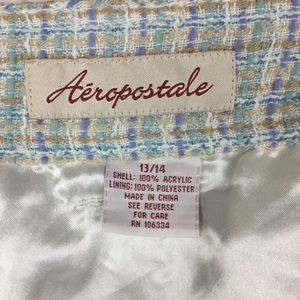 Aéropostale
13/14
SHELL: 100% ACRYLIC
LINING: 100% POLYESTER
MADE IN CHINA
SEE REVERSE
FOR CARE
RN 106334